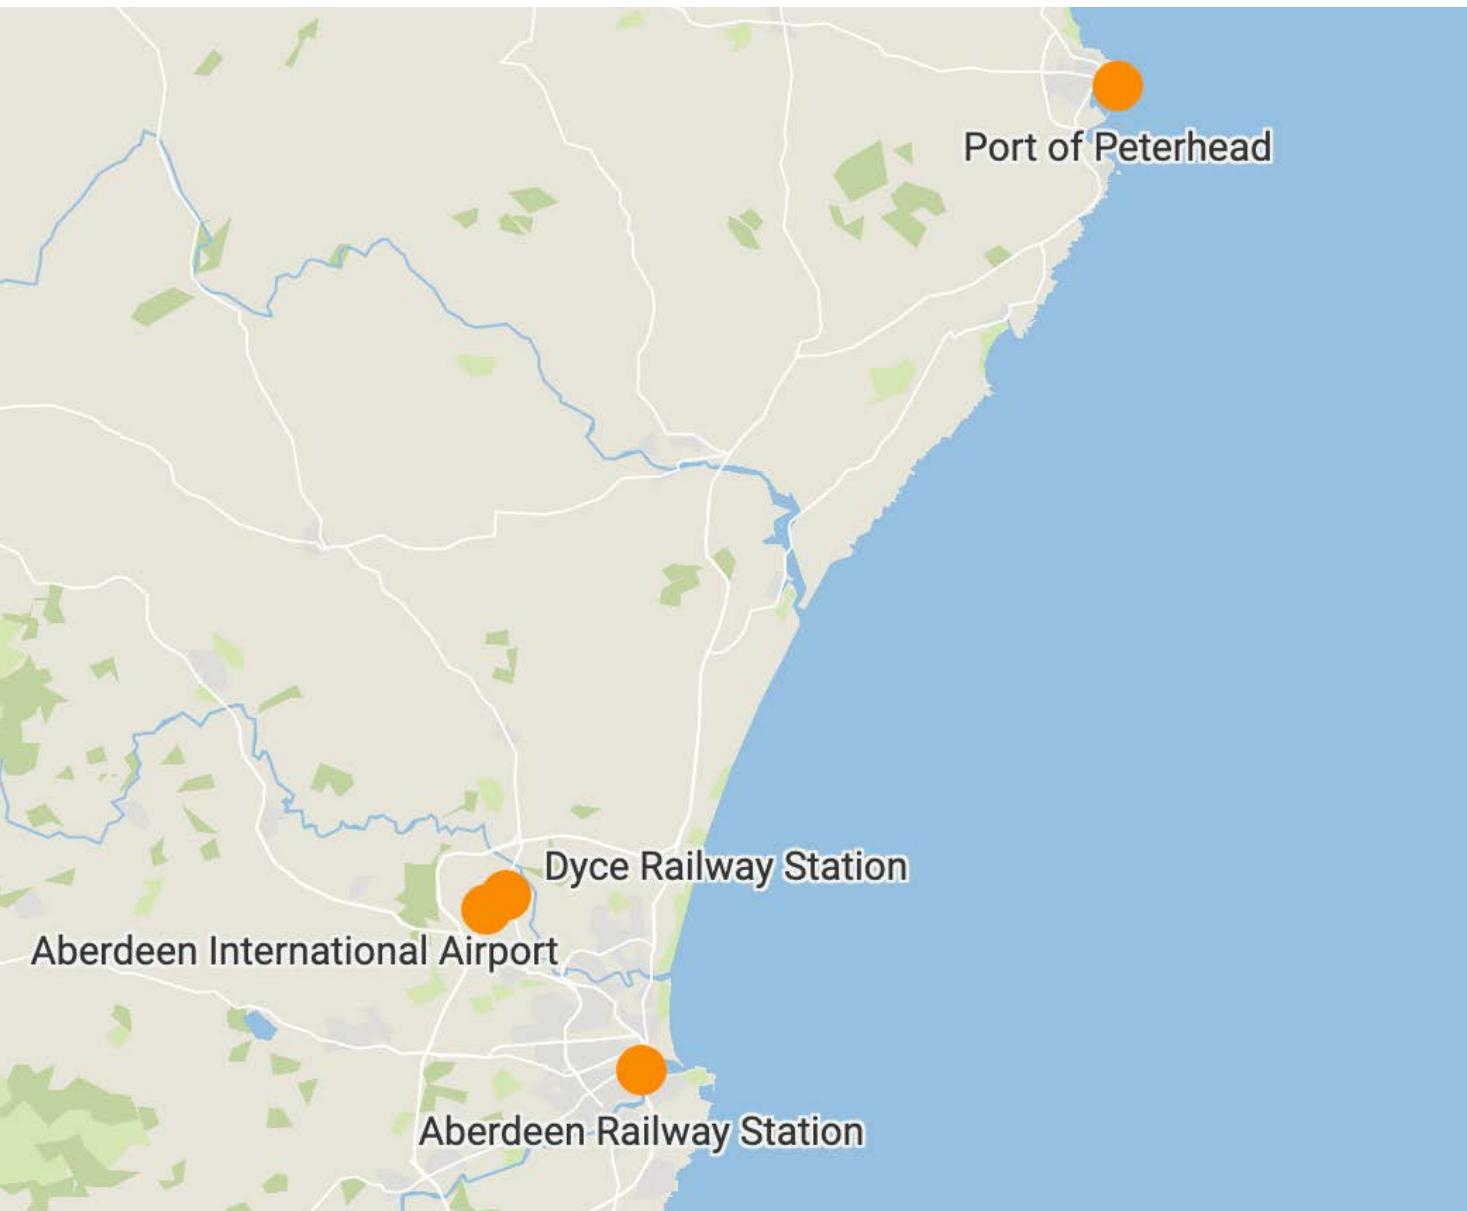 Port of Peterhead
Dyce Railway Station
Aberdeen International Airport
Aberdeen Railway Station